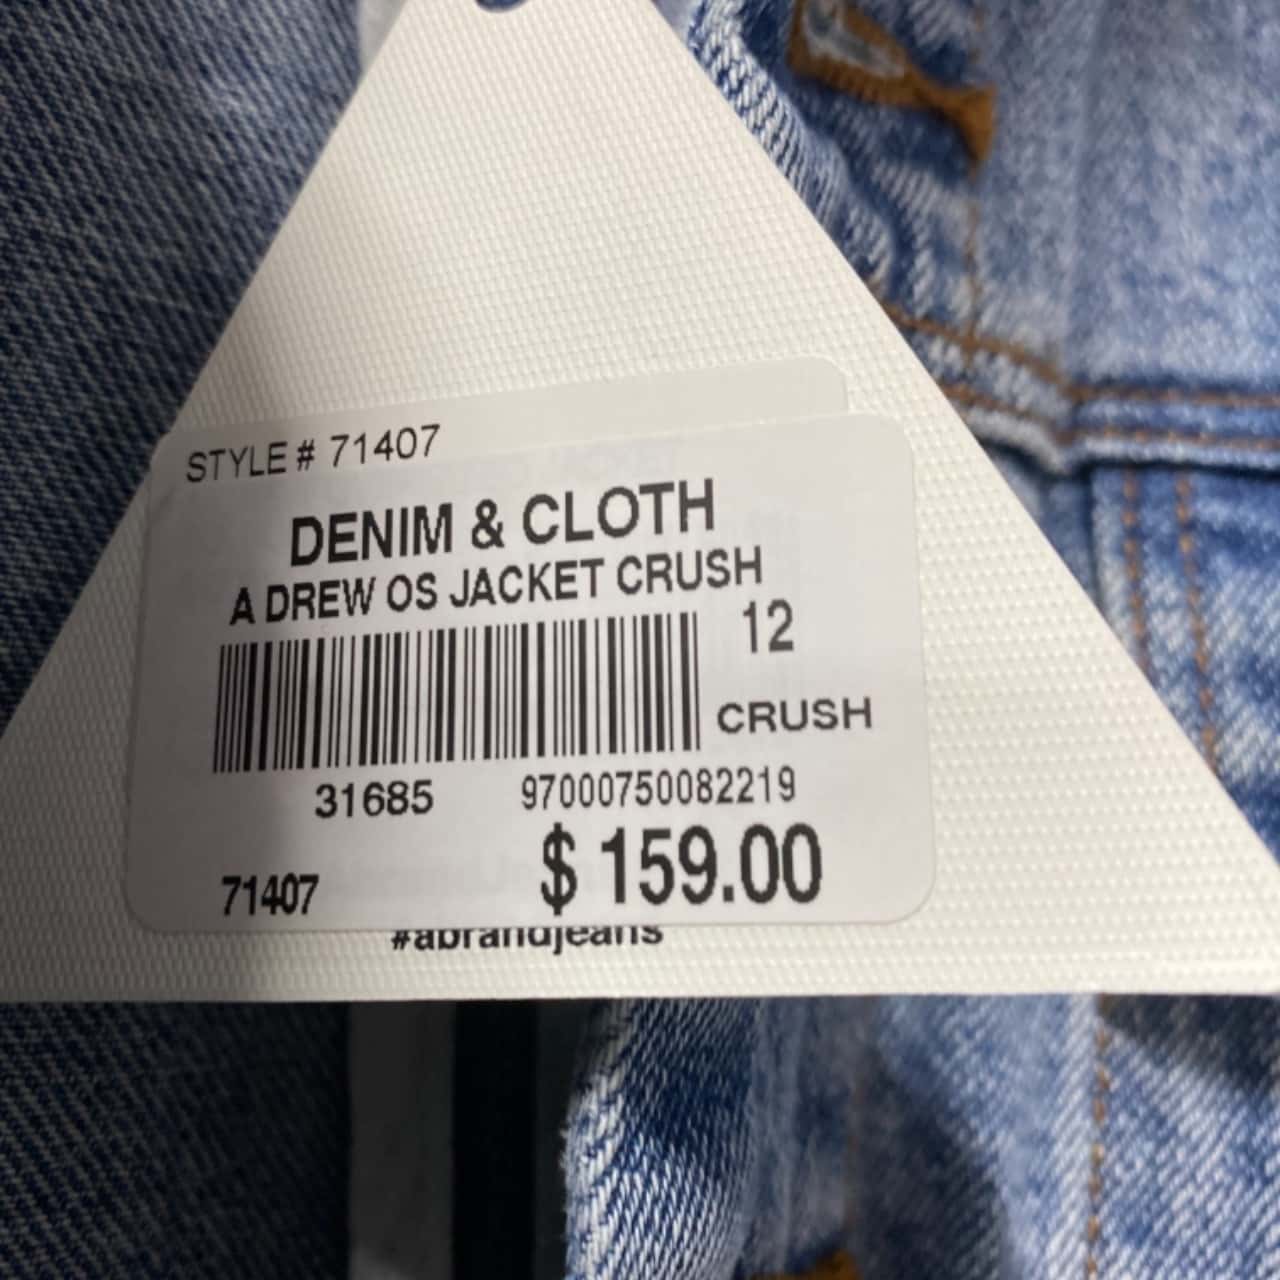 STYLE # 71407
DENIM & CLOTH
A DREW OS JACKET CRUSH
12
CRUSH
31685 97000750082219
71407 $ 159.00
#abrandjeans